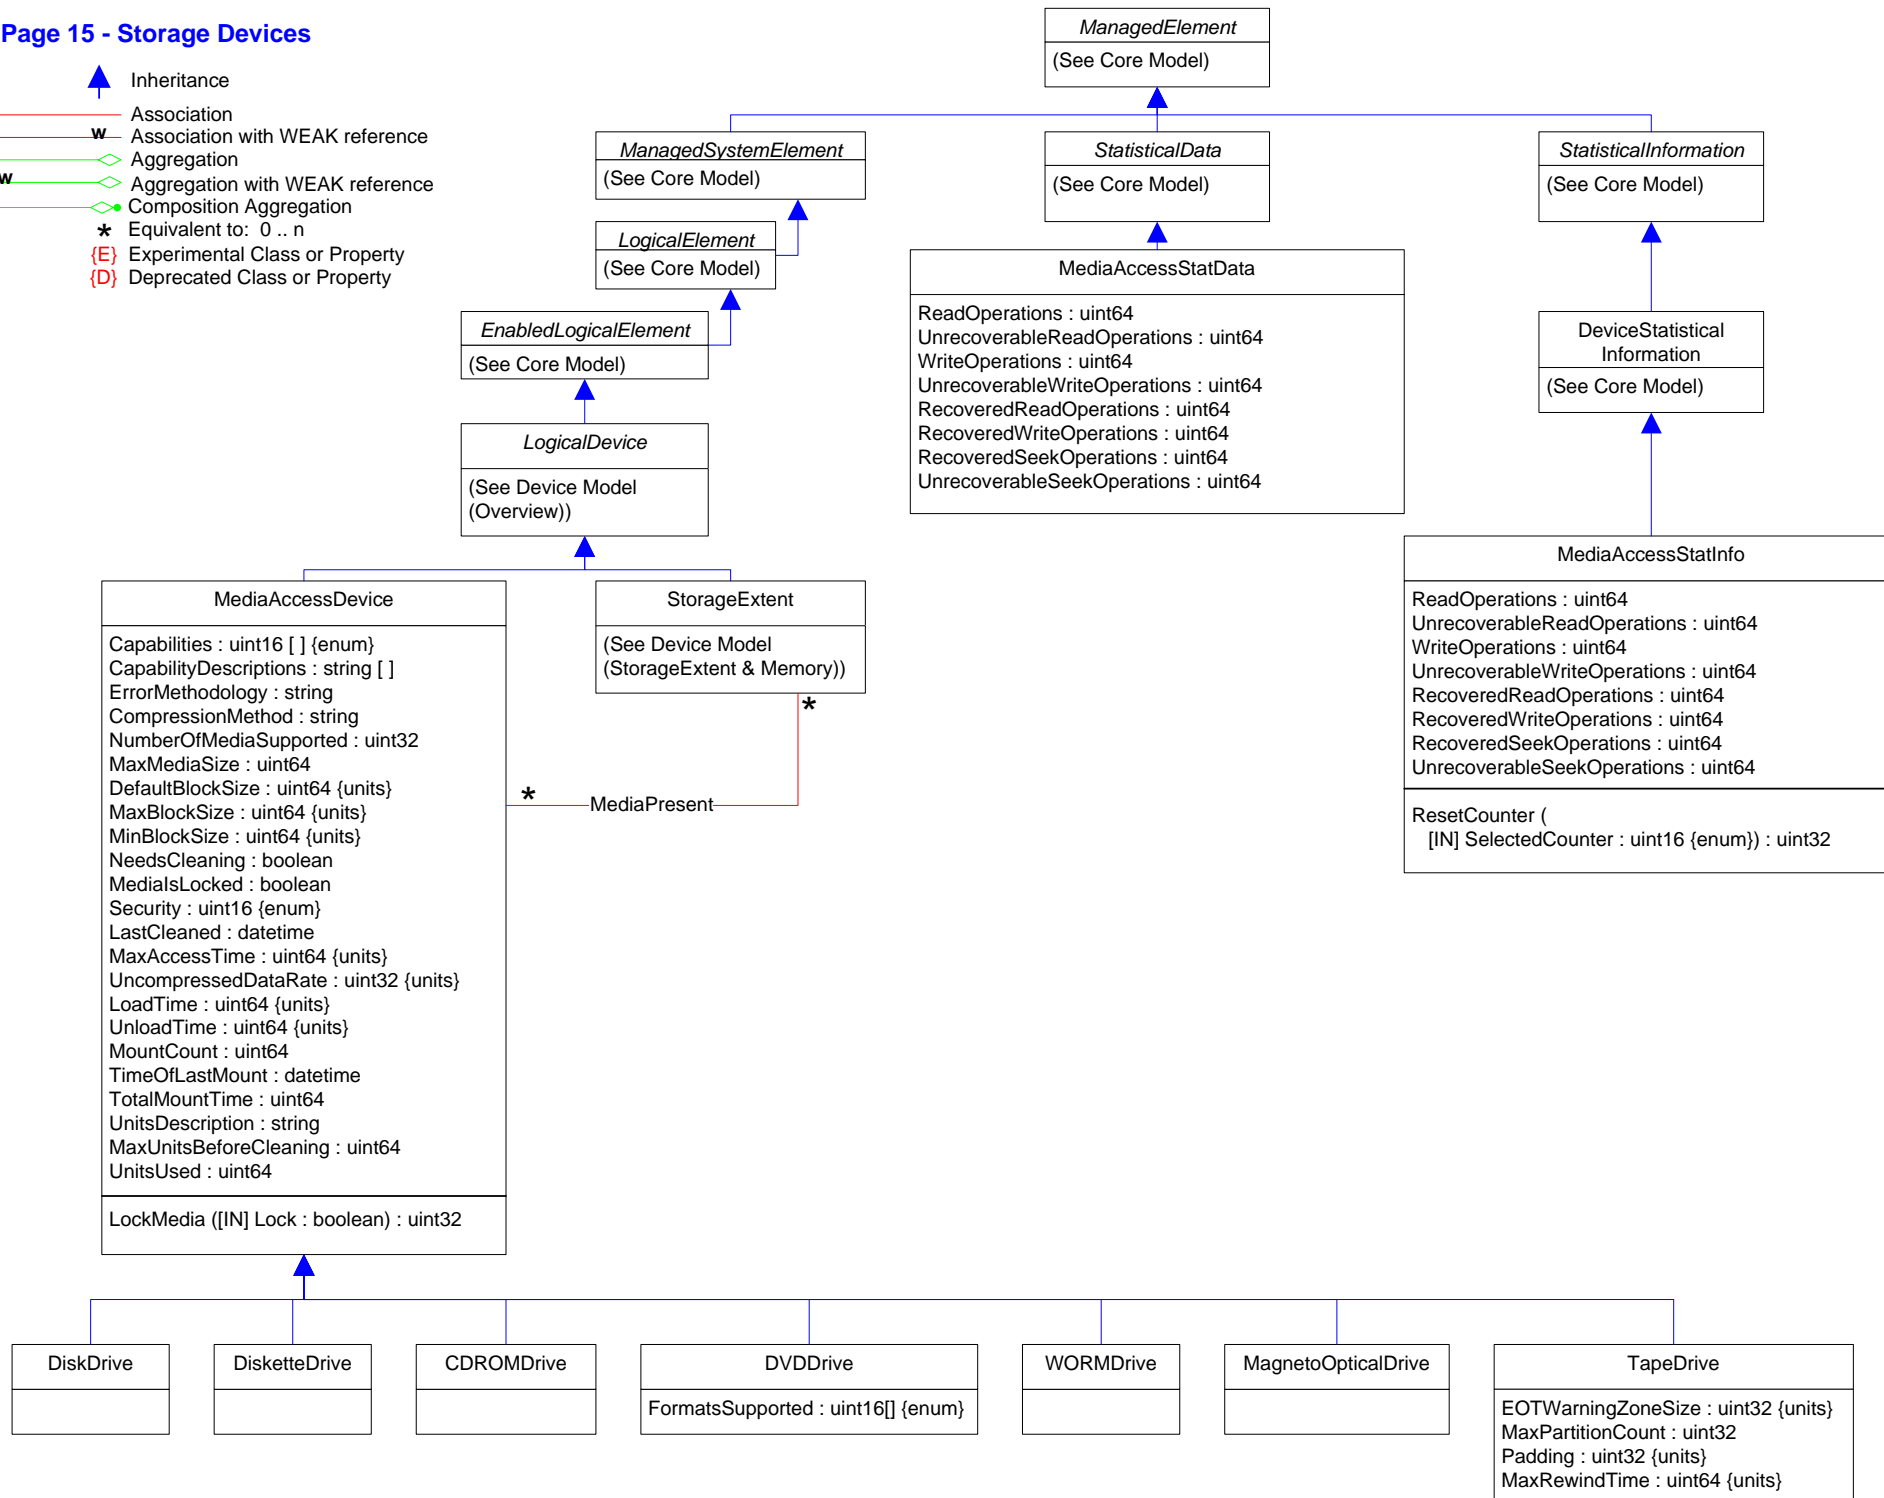 Page 15 - Storage Devices
Inheritance
Association
w Association with WEAK reference
Aggregation
w Aggregation with WEAK reference
Composition Aggregation
* Equivalent to: 0 .. n
{E} Experimental Class or Property
{D} Deprecated Class or Property
ManagedElement
(See Core Model)
ManagedSystemElement
(See Core Model)
StatisticalData
(See Core Model)
StatisticalInformation
(See Core Model)
LogicalElement
(See Core Model)
EnabledLogicalElement
(See Core Model)
LogicalDevice
(See Device Model
(Overview))
MediaAccessStatData
ReadOperations : uint64
UnrecoverableReadOperations : uint64
WriteOperations : uint64
UnrecoverableWriteOperations : uint64
RecoveredReadOperations : uint64
RecoveredWriteOperations : uint64
RecoveredSeekOperations : uint64
UnrecoverableSeekOperations : uint64
DeviceStatistical
Information
(See Core Model)
MediaAccessStatInfo
ReadOperations : uint64
UnrecoverableReadOperations : uint64
WriteOperations : uint64
UnrecoverableWriteOperations : uint64
RecoveredReadOperations : uint64
RecoveredWriteOperations : uint64
RecoveredSeekOperations : uint64
UnrecoverableSeekOperations : uint64
ResetCounter (
[IN] SelectedCounter : uint16 {enum}) : uint32
MediaAccessDevice
Capabilities : uint16 [ ] {enum}
CapabilityDescriptions : string [ ]
ErrorMethodology : string
CompressionMethod : string
NumberOfMediaSupported : uint32
MaxMediaSize : uint64
DefaultBlockSize : uint64 {units}
MaxBlockSize : uint64 {units}
MinBlockSize : uint64 {units}
NeedsCleaning : boolean
MediaIsLocked : boolean
Security : uint16 {enum}
LastCleaned : datetime
MaxAccessTime : uint64 {units}
UncompressedDataRate : uint32 {units}
LoadTime : uint64 {units}
UnloadTime : uint64 {units}
MountCount : uint64
TimeOfLastMount : datetime
TotalMountTime : uint64
UnitsDescription : string
MaxUnitsBeforeCleaning : uint64
UnitsUsed : uint64
LockMedia ([IN] Lock : boolean) : uint32
StorageExtent
(See Device Model
(StorageExtent & Memory))
*
*
MediaPresent
DiskDrive
DisketteDrive
CDROMDrive
DVDDrive
FormatsSupported : uint16[] {enum}
WORMDrive
MagnetoOpticalDrive
TapeDrive
EOTWarningZoneSize : uint32 {units}
MaxPartitionCount : uint32
Padding : uint32 {units}
MaxRewindTime : uint64 {units}